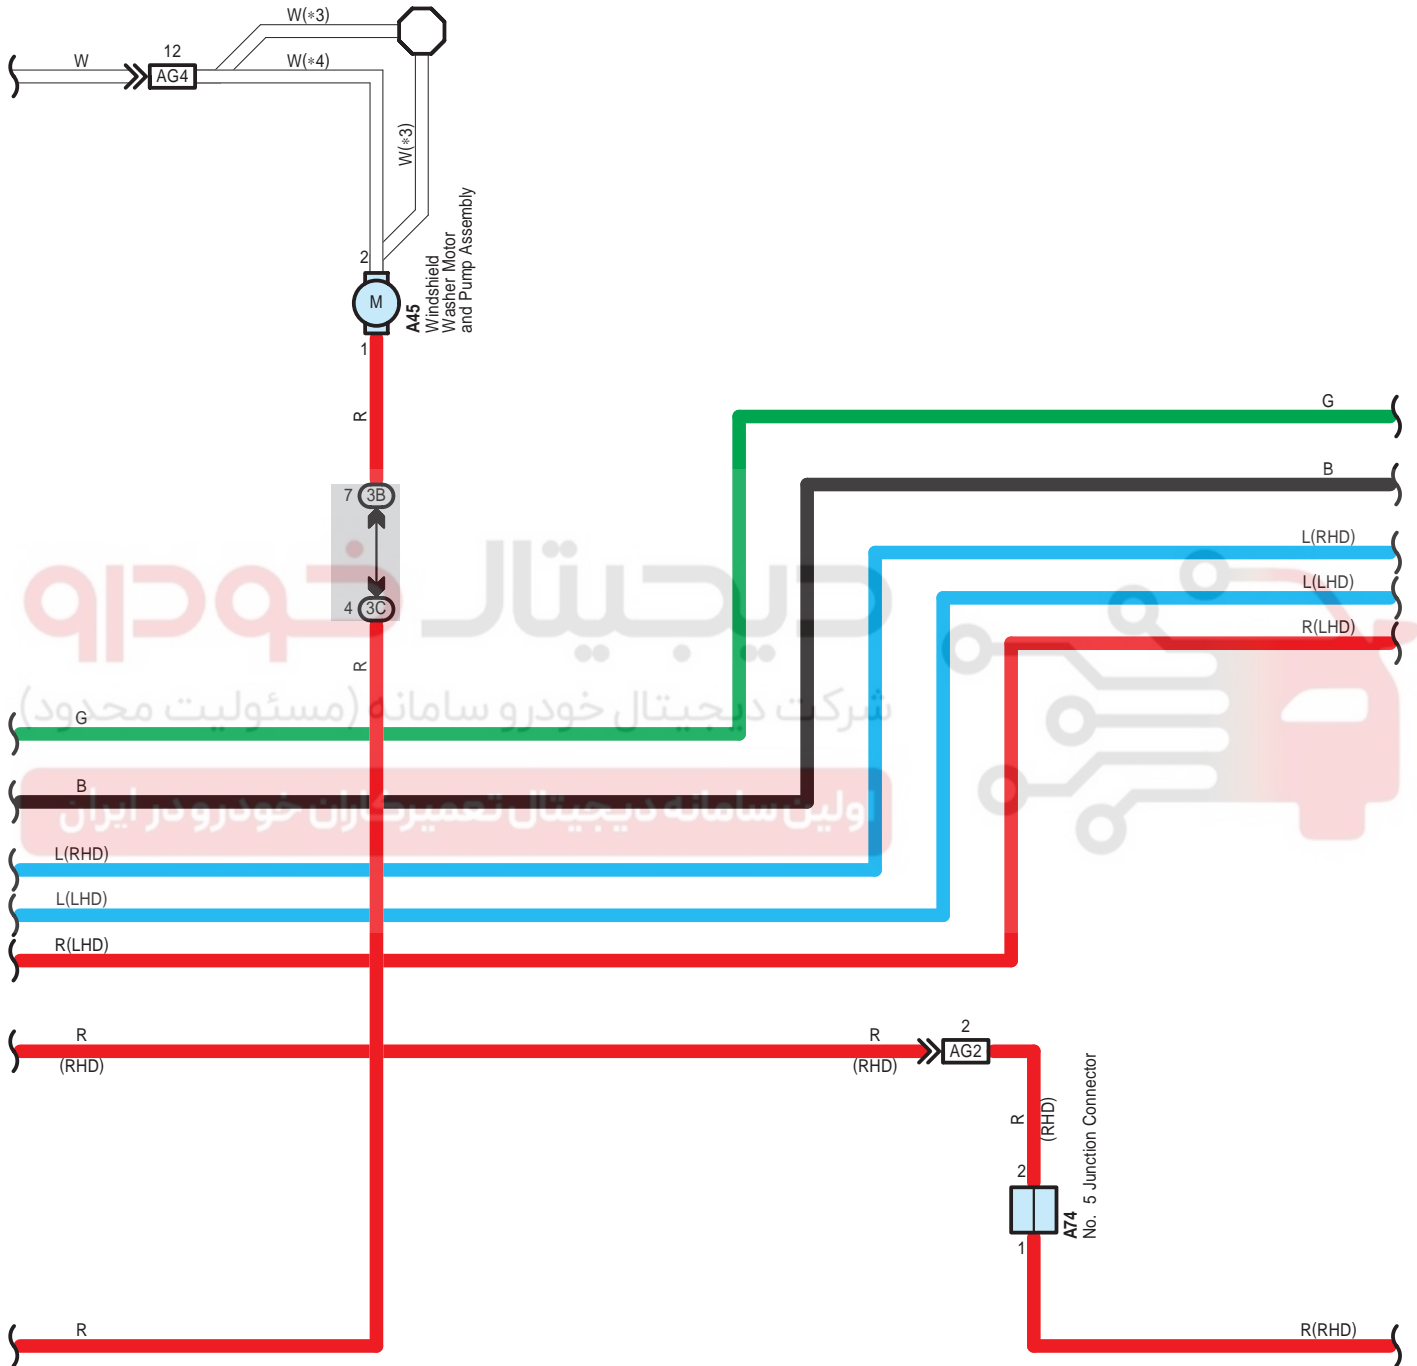 W(*3)
12
W
AG4
W(*4)
W(*3)
2
M
A45
Windshield
Washer Motor
and Pump Assembly
1
R
G
B
7
3B
L(RHD)
L(LHD)
R(LHD)
4
3C
R
دیجیتال خودرو
شرکت دیجیتال خودرو سامانه (مسئولیت محدود)
اولین سامانه دیجیتال تعمیرکاران خودرو در ایران
G
B
L(RHD)
L(LHD)
R(LHD)
R
(RHD)
R
(RHD)
2
AG2
R
(RHD)
2
A74
No. 5 Junction Connector
1
R
R(RHD)